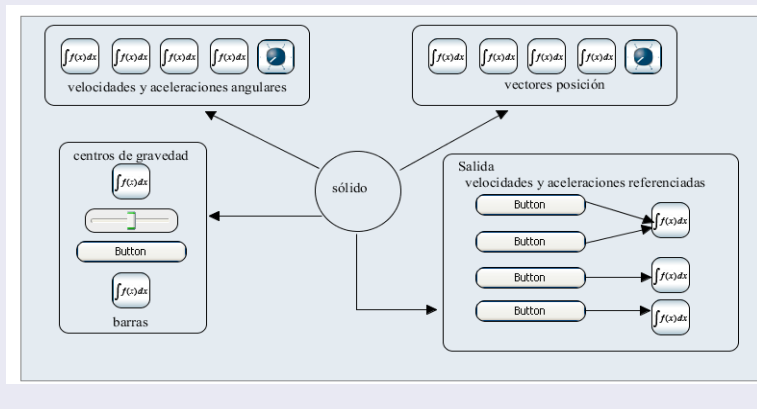 ∫f(x)dx ∫f(x)dx ∫f(x)dx ∫f(x)dx
velocidades y aceleraciones angulares
∫f(x)dx ∫f(x)dx ∫f(x)dx ∫f(x)dx
vectores posición
centros de gravedad
∫f(x)dx
Button
∫f(x)dx
barras
sólido
Salida
velocidades y aceleraciones referenciadas
Button
∫f(x)dx
Button
Button
∫f(x)dx
Button
∫f(x)dx